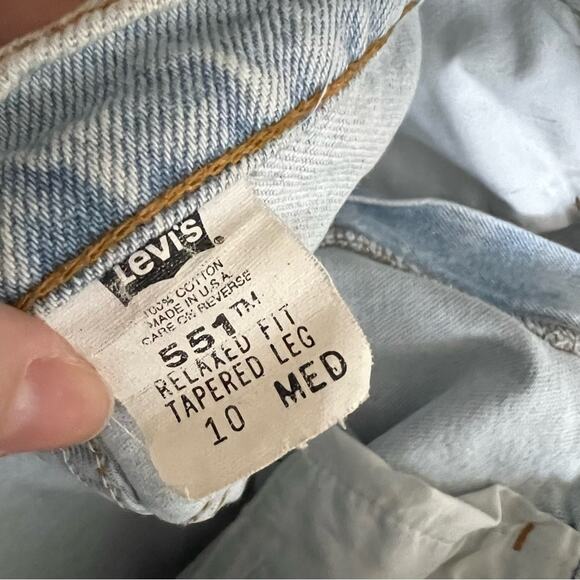 Levi's®
100% COTTON
MADE IN U.S.A.
CARE ON REVERSE
551™
RELAXED FIT
TAPERED LEG
10 MED